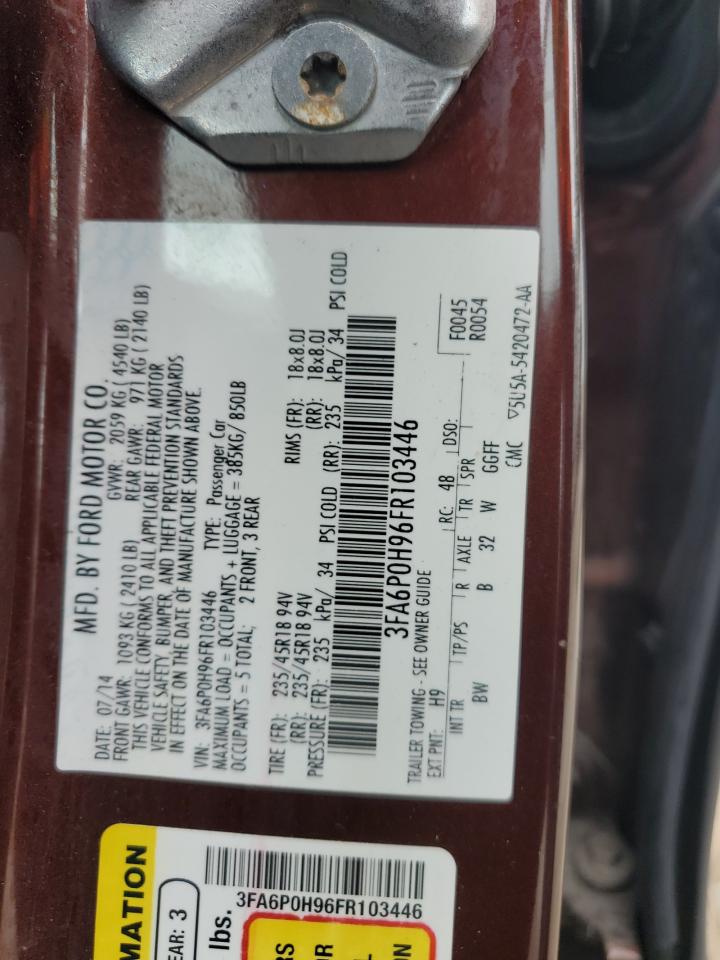 MFD. BY FORD MOTOR CO.
DATE: 07/14 GVWR: 2059 KG ( 4540 LB)
FRONT GAWR: 1093 KG ( 2410 LB) REAR GAWR: 971 KG ( 2140 LB)
THIS VEHICLE CONFORMS TO ALL APPLICABLE FEDERAL MOTOR
VEHICLE SAFETY, BUMPER, AND THEFT PREVENTION STANDARDS
IN EFFECT ON THE DATE OF MANUFACTURE SHOWN ABOVE.
VIN: 3FA6P0H96FR103446 TYPE: Passenger Car
MAXIMUM LOAD = OCCUPANTS + LUGGAGE = 385KG/ 850LB
OCCUPANTS = 5 TOTAL; 2 FRONT, 3 REAR
TIRE (FR): 235/45R18 94V RIMS (FR): 18x8.0J
(RR): 235/45R18 94V (RR): 18x8.0J
PRESSURE (FR): 235 kPa/ 34 PSI COLD (RR): 235 kPa/ 34 PSI COLD
3FA6P0H96FR103446
TRAILER TOWING - SEE OWNER GUIDE
EXT PNT: H9 RC: 48 DSO: F0045
R0054
INT TR TP/PS R AXLE TR SPR
BW B 32 W GGFF
CMC ▽5U5A-5420472-AA
MATION
EAR: 3
lbs.
3FA6P0H96FR103446
RS
OR
L
ON